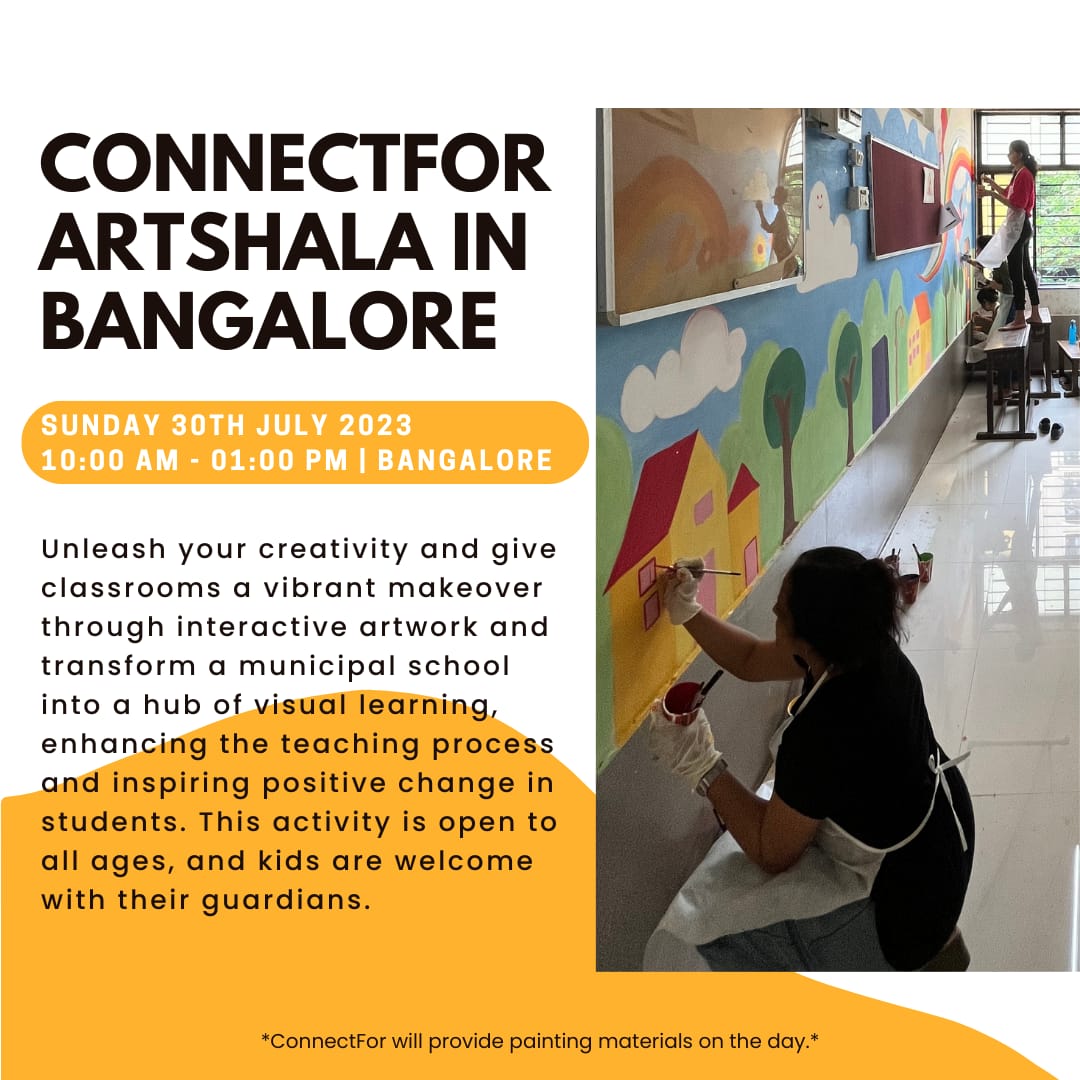 CONNECTFOR
ARTSHALA IN
BANGALORE
SUNDAY 30TH JULY 2023
10:00 AM - 01:00 PM | BANGALORE
Unleash your creativity and give
classrooms a vibrant makeover
through interactive artwork and
transform a municipal school
into a hub of visual learning,
enhancing the teaching process
and inspiring positive change in
students. This activity is open to
all ages, and kids are welcome
with their guardians.
*ConnectFor will provide painting materials on the day.*